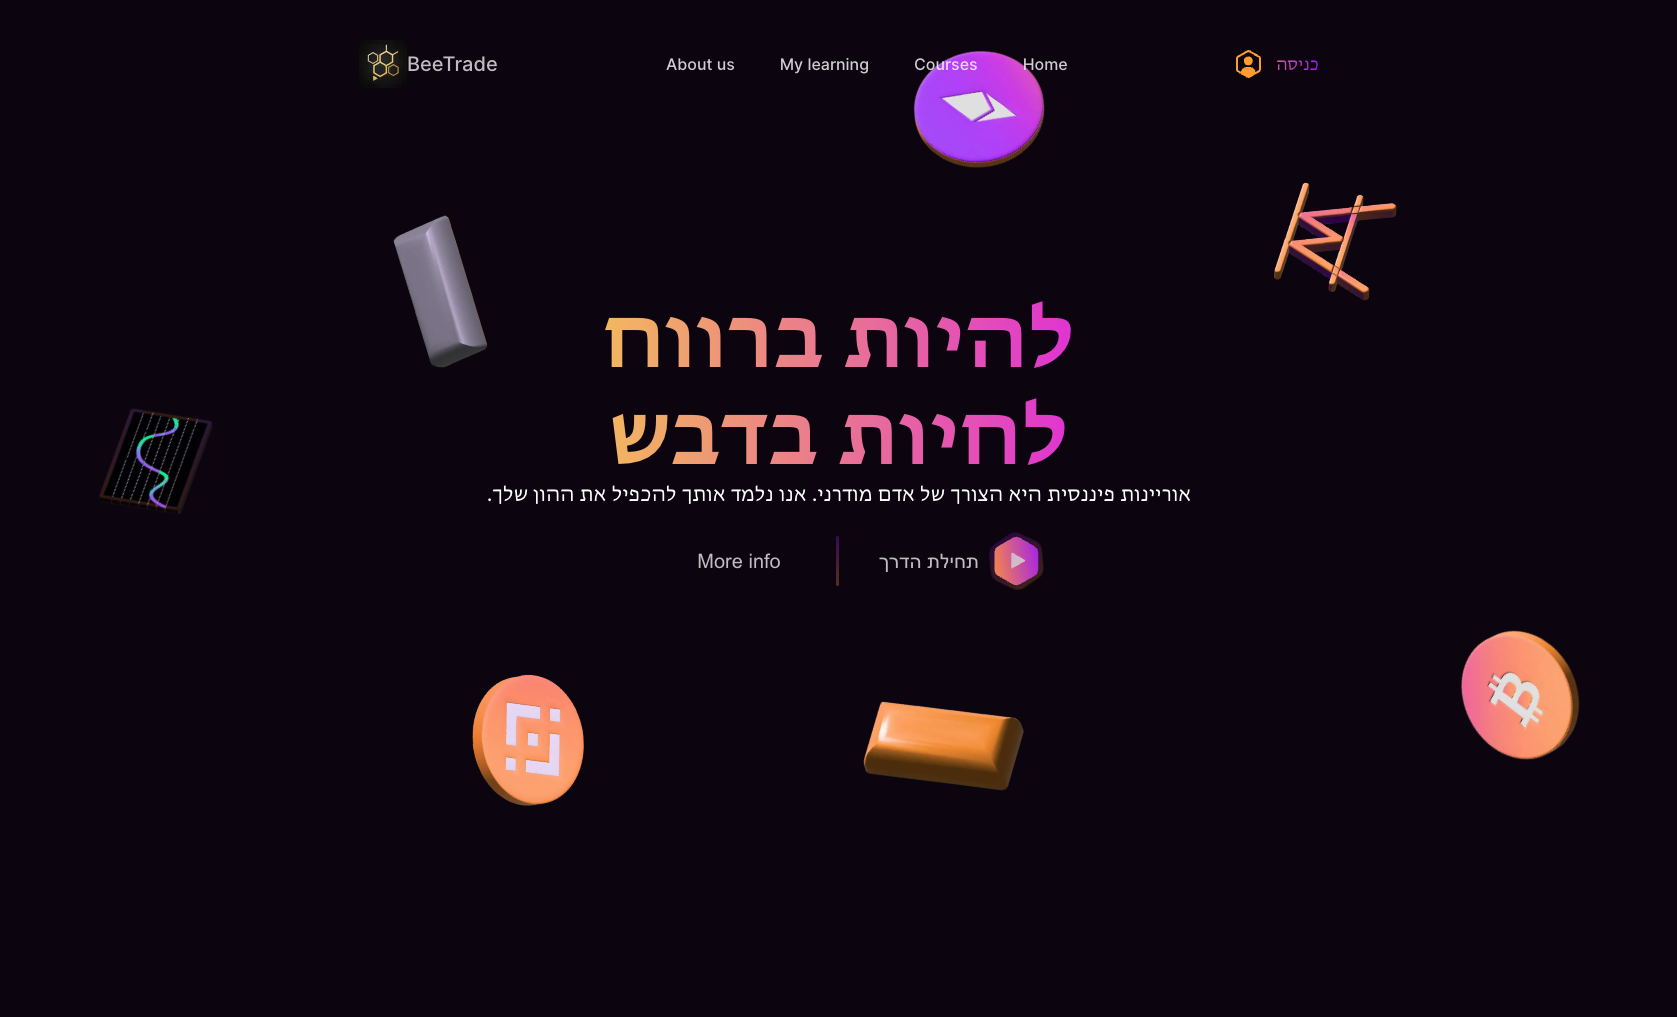 BeeTrade
About us
My learning
Courses
Home
כניסה
להיות ברווח
לחיות בדבש
אוריינות פיננסית היא הצורך של אדם מודרני. אנו נלמד אותך להכפיל את ההון שלך.
תחילת הדרך
More info